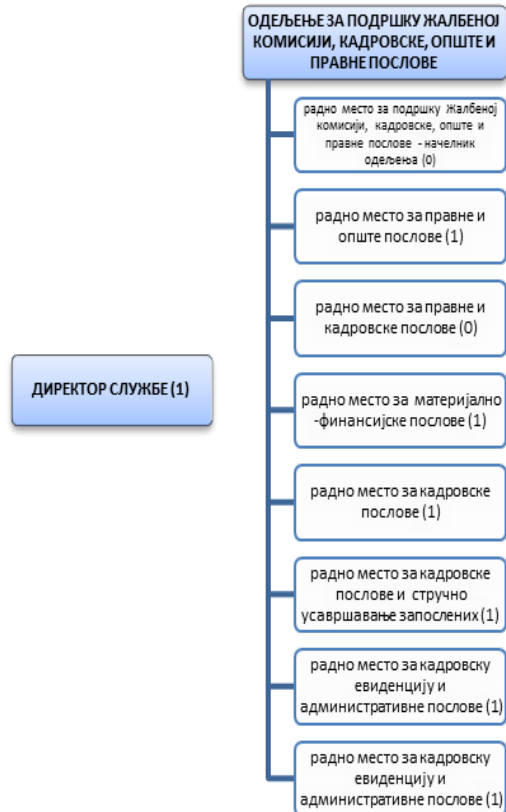 ОДЕЉЕЊЕ ЗА ПОДРШКУ ЖАЛБЕНОЈ
КОМИСИЈИ, КАДРОВСКЕ, ОПШТЕ И
ПРАВНЕ ПОСЛОВЕ
радно место за подршку Жалбеној
комисији, кадровске, опште и
правне послове - начелник
одељења (0)
радно место за правне и
опште послове (1)
радно место за правне и
кадровске послове (0)
ДИРЕКТОР СЛУЖБЕ (1)
радно место за материјално
-финансијске послове (1)
радно место за кадровске
послове (1)
радно место за кадровске
послове и стручно
усавршавање запослених (1)
радно место за кадровску
евиденцију и
административне послове (1)
радно место за кадровску
евиденцију и
административне послове (1)